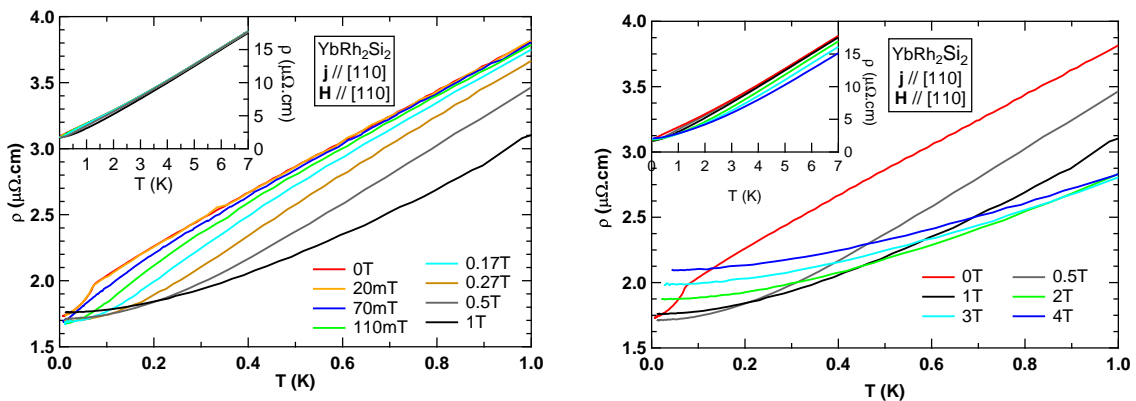 4.0
3.5
3.0
2.5
2.0
1.5
ρ (μΩ.cm)
0.0 0.2 0.4 0.6 0.8 1.0
T (K)
15
10
5
0
ρ (μΩ.cm)
1 2 3 4 5 6 7
T (K)
YbRh₂Si₂
j // [110]
H // [110]
0T
20mT
70mT
110mT
0.17T
0.27T
0.5T
1T
4.0
3.5
3.0
2.5
2.0
1.5
ρ (μΩ.cm)
0.0 0.2 0.4 0.6 0.8 1.0
T (K)
15
10
5
0
ρ (μΩ.cm)
0 1 2 3 4 5 6 7
T (K)
YbRh₂Si₂
j // [110]
H // [110]
0T
1T
3T
0.5T
2T
4T